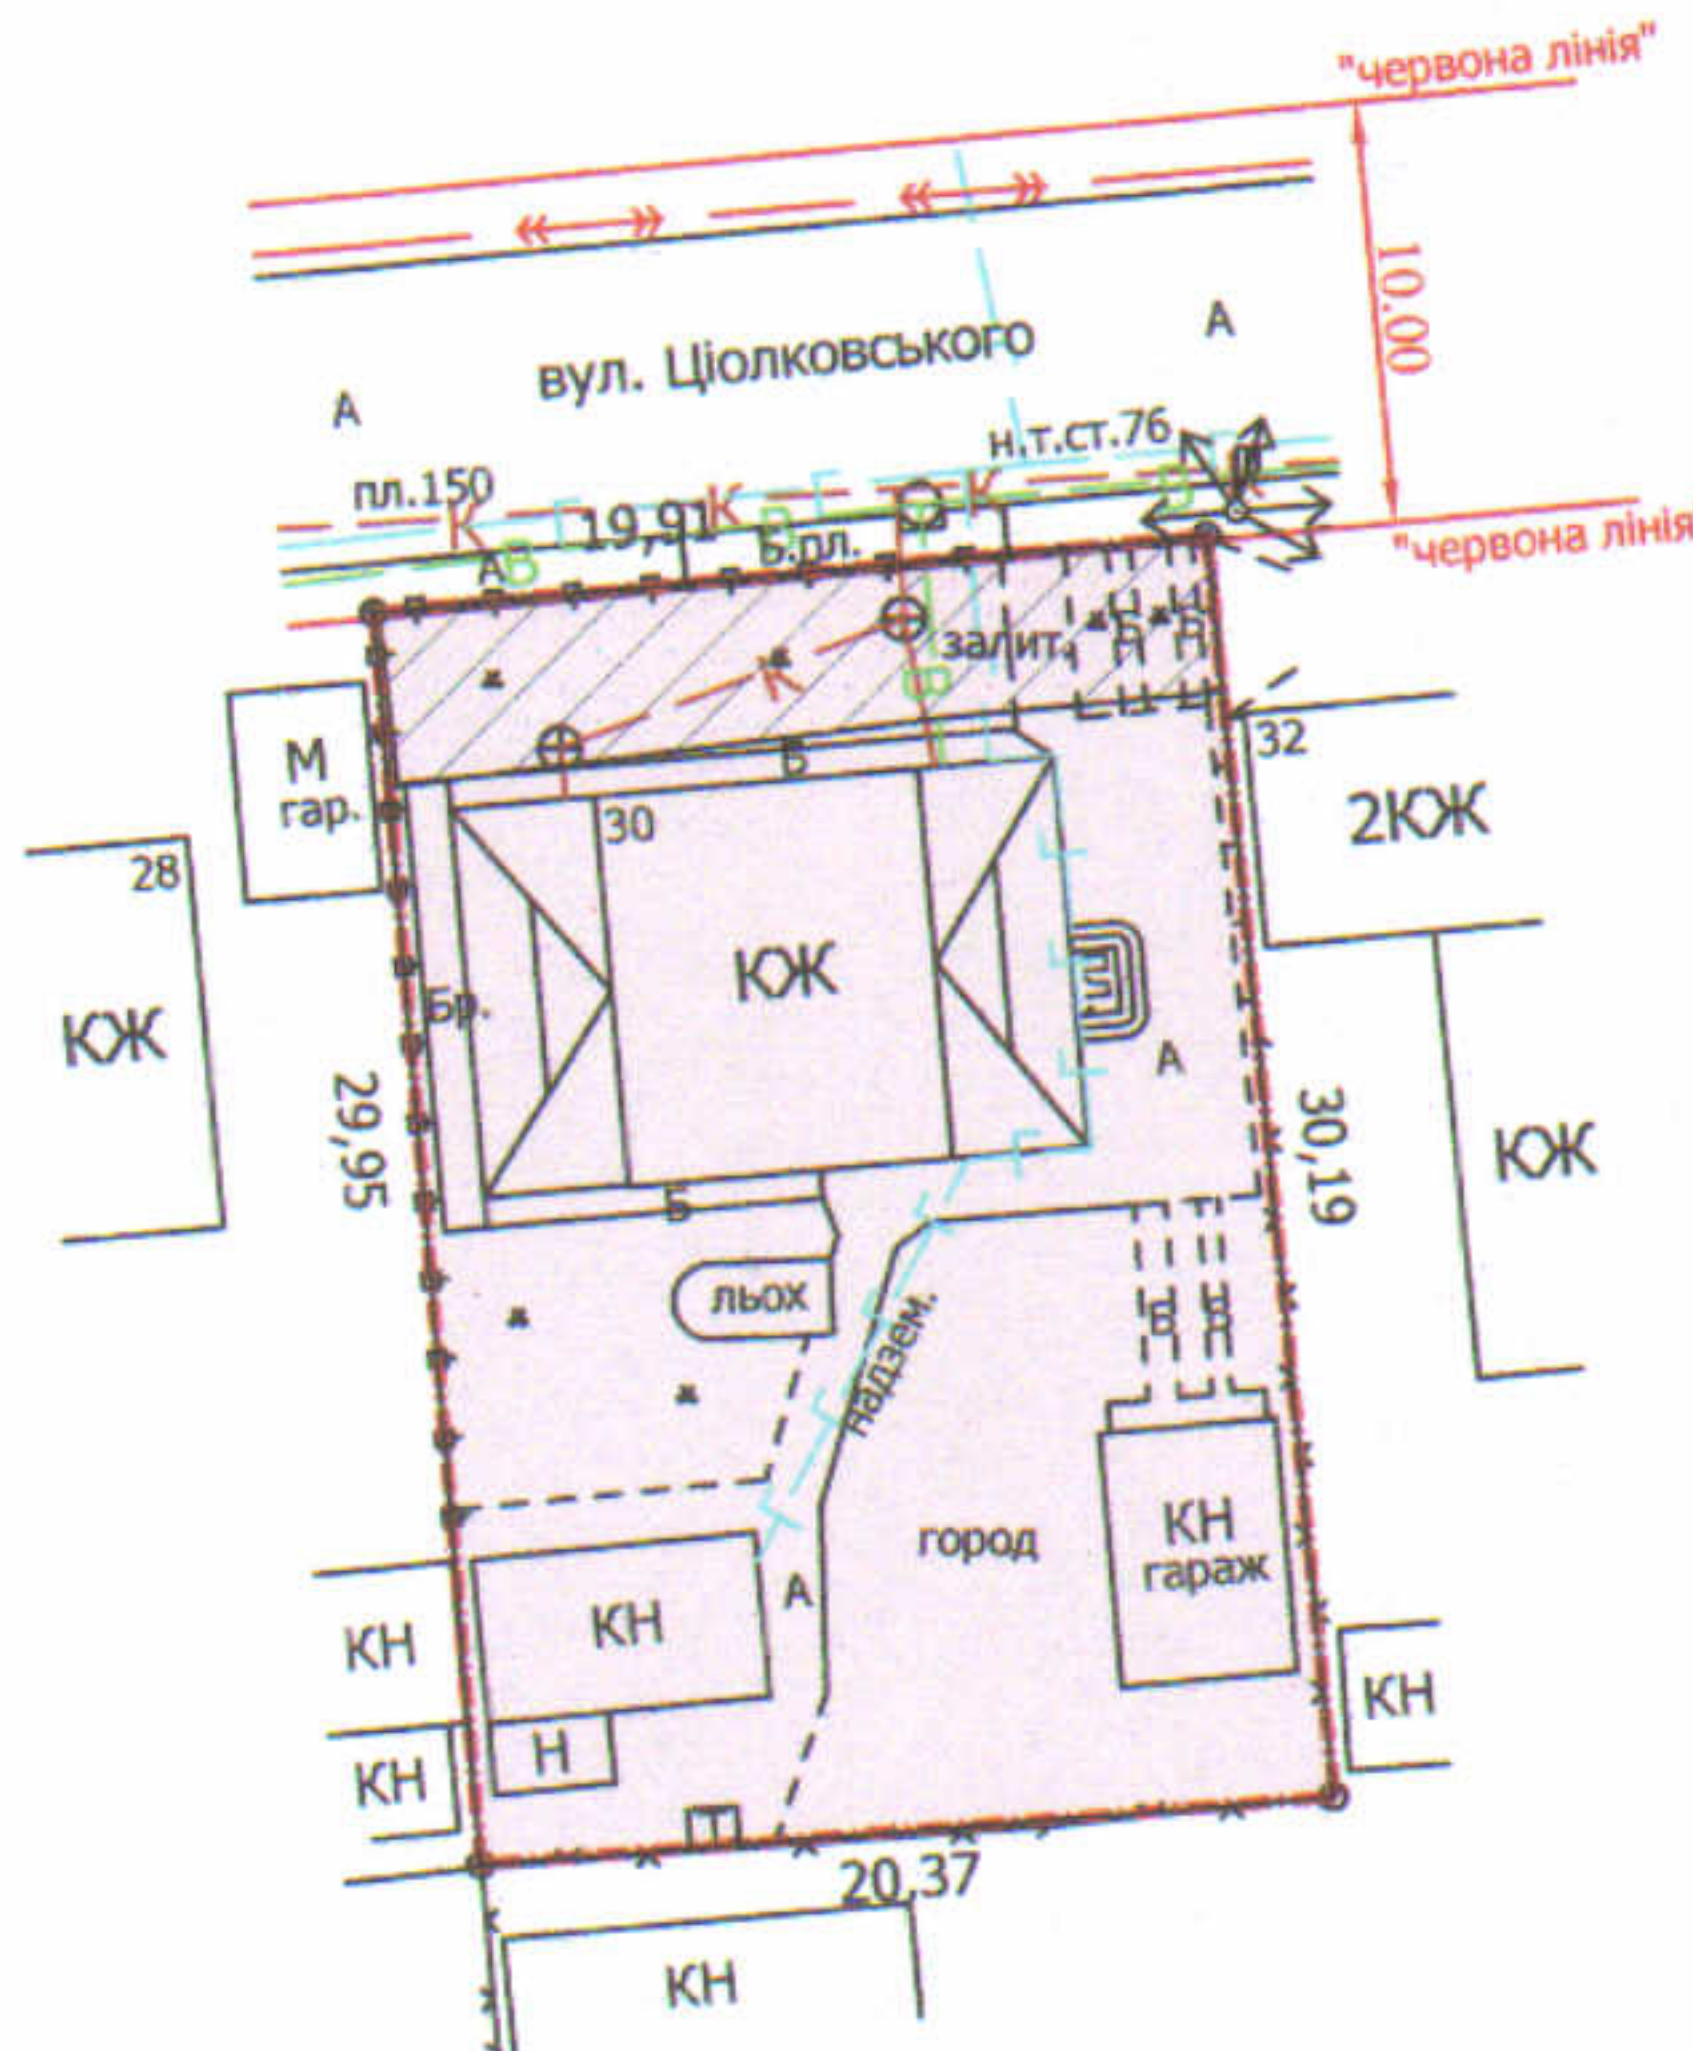 "червона лінія"
10.00
А
вул. Ціолковського
А
н.т.ст.76
пл.150
К
К
К
19,91
В
В
В
Б.пл.
А
"червона лінія
залит.
К
В
М
гар.
Б
32
2КЖ
30
28
КЖ
КЖ
пл.
Бр.
А
КЖ
29,95
30,19
КЖ
Б
льох
надзем.
город
КН
гараж
КН
А
КН
КН
КН
Н
Т
20,37
КН